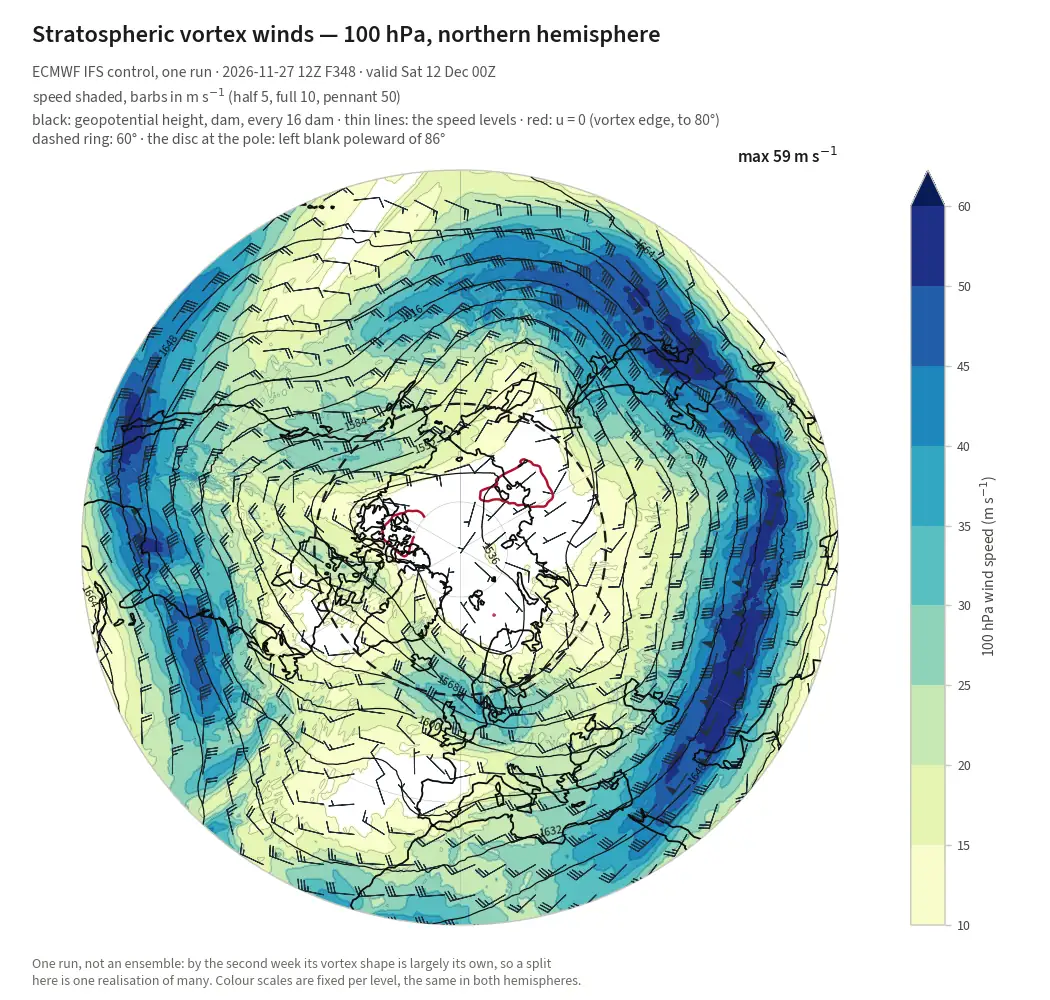 Stratospheric vortex winds — 100 hPa, northern hemisphere
ECMWF IFS control, one run · 2026-11-27 12Z F348 · valid Sat 12 Dec 00Z
speed shaded, barbs in m s⁻¹ (half 5, full 10, pennant 50)
black: geopotential height, dam, every 16 dam · thin lines: the speed levels · red: u = 0 (vortex edge, to 80°)
dashed ring: 60° · the disc at the pole: left blank poleward of 86°
max 59 m s⁻¹
60
50
45
40
35
30
25
20
15
10
100 hPa wind speed (m s⁻¹)
1664
1616
1648
1584
1536
1664
1568
1600
1632
One run, not an ensemble: by the second week its vortex shape is largely its own, so a split
here is one realisation of many. Colour scales are fixed per level, the same in both hemispheres.